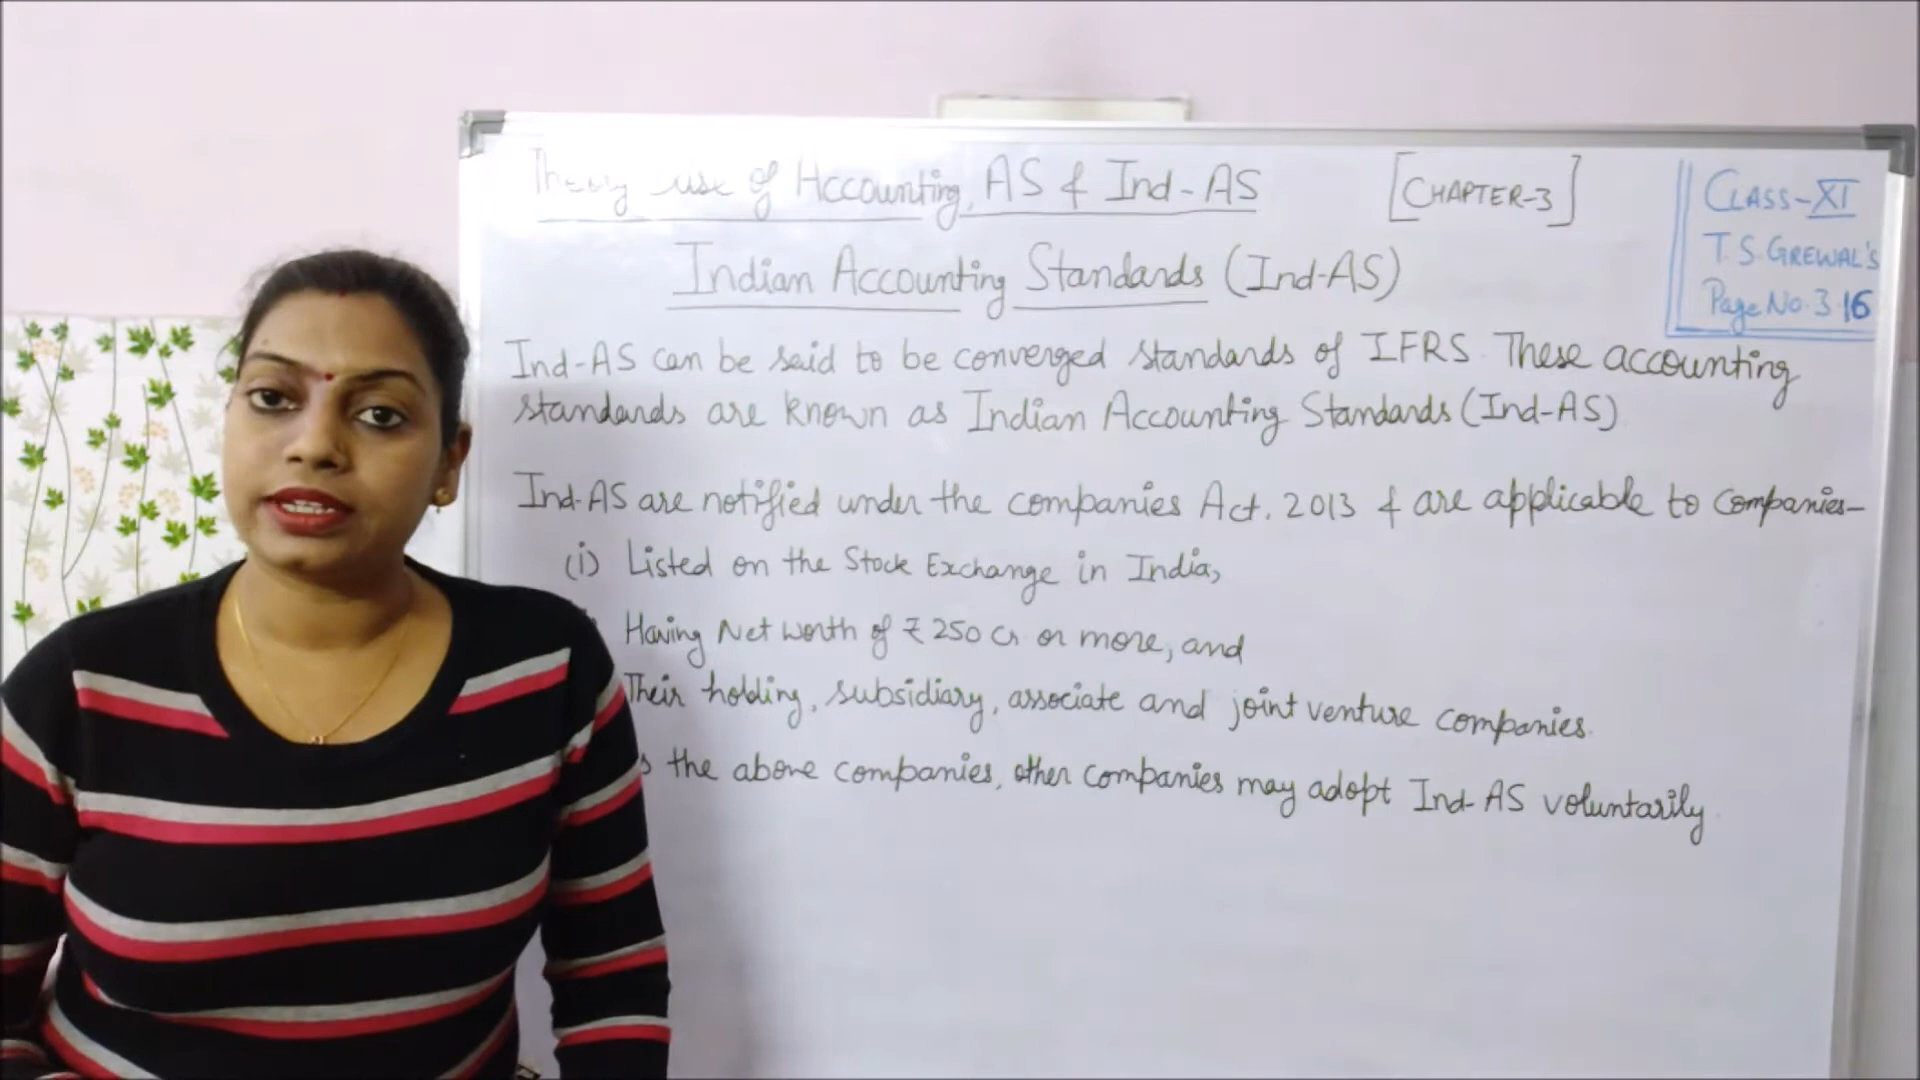 Theory use of Accounting, AS & Ind-AS
[CHAPTER-3]
CLASS-XI
T.S. GREWAL'S
Page No. 3.16
Indian Accounting Standards (Ind-AS)
Ind-AS can be said to be converged standards of IFRS. These accounting
standards are known as Indian Accounting Standards (Ind-AS)
Ind-AS are notified under the companies Act, 2013 & are applicable to companies-
(i) Listed on the Stock Exchange in India,
Having Net Worth of ₹ 250 Cr or more, and
Their holding, subsidiary, associate and joint venture companies.
the above companies, other companies may adopt Ind-AS voluntarily.